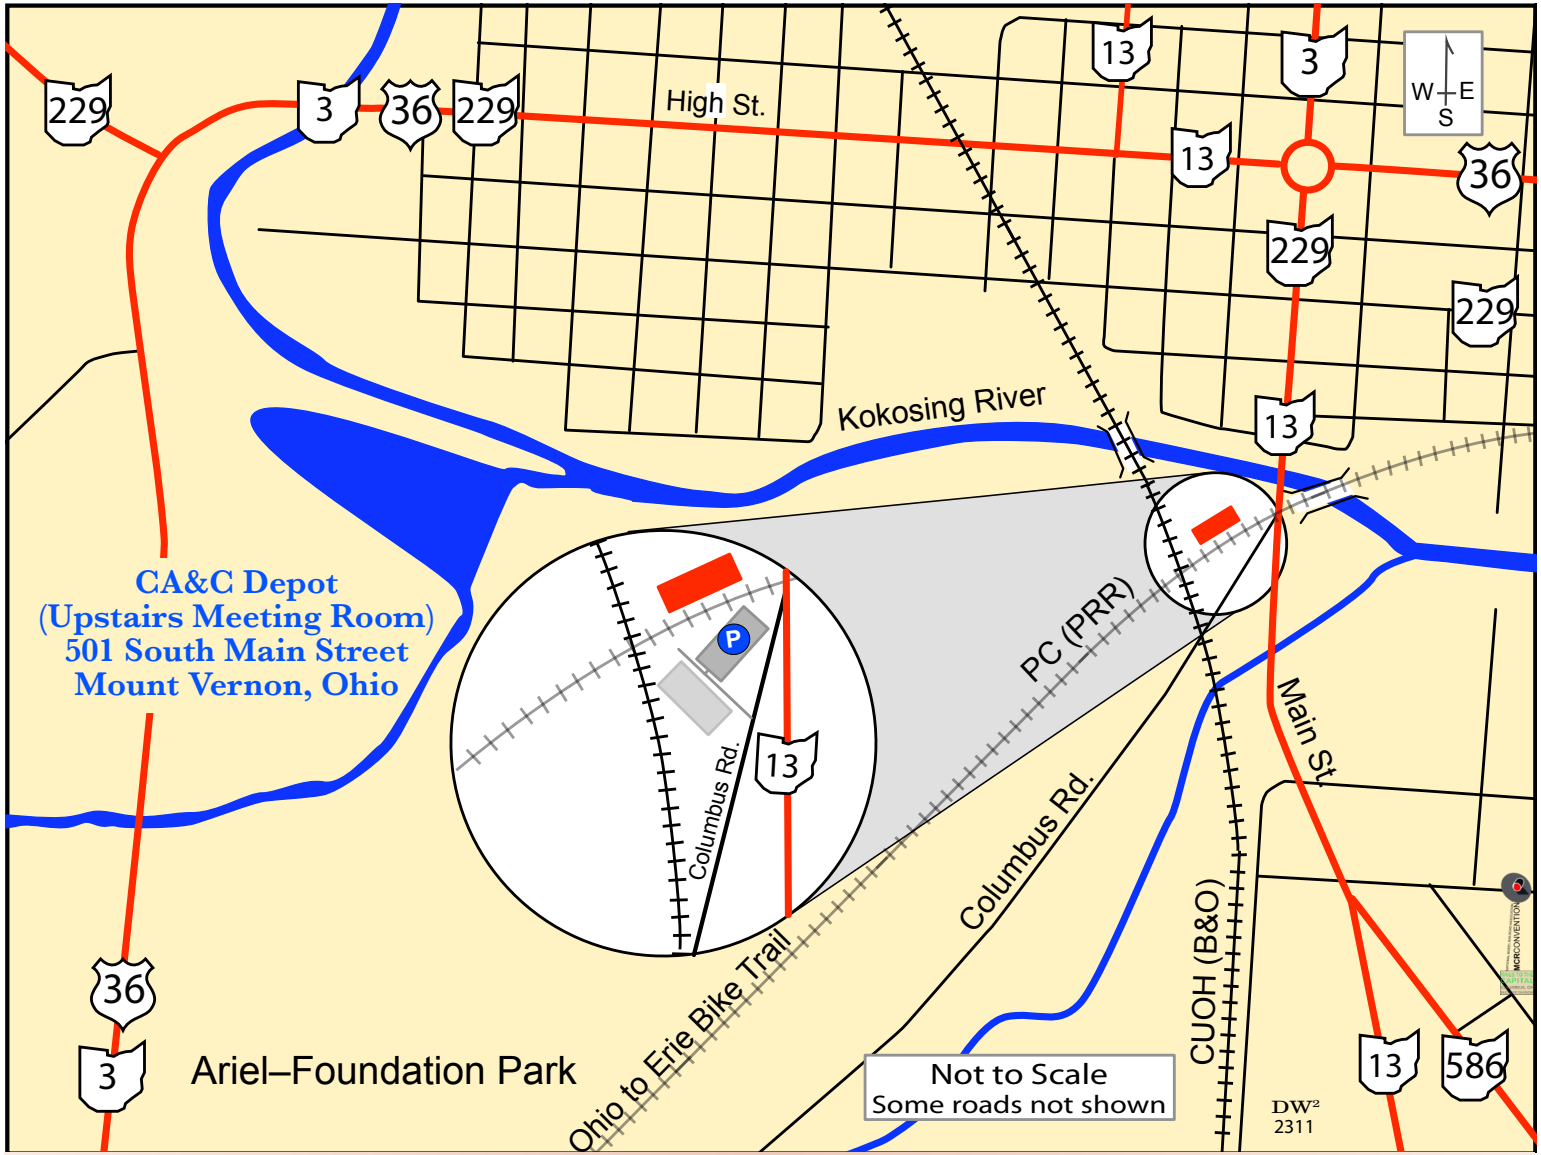 13
3
W E
S
229
3
36
229
High St.
13
36
229
229
Kokosing River
13
CA&C Depot
(Upstairs Meeting Room)
501 South Main Street
Mount Vernon, Ohio
P
PC (PRR)
Main St.
13
Columbus Rd.
Columbus Rd.
CUOH (B&O)
MCRCONVENTION
Ohio to Erie Bike Trail
36
3
Ariel–Foundation Park
Not to Scale
Some roads not shown
13
586
DW²
2311